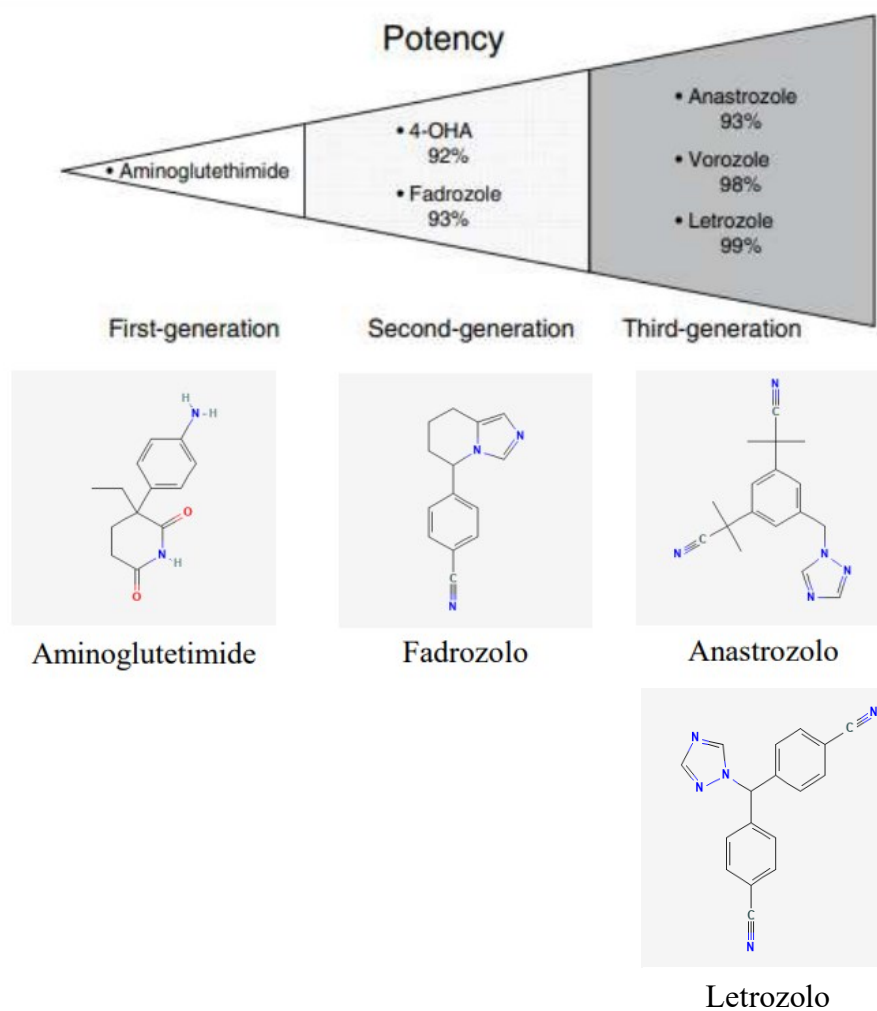 Potency
• Aminoglutethimide
• 4-OHA
92%
• Fadrozole
93%
• Anastrozole
93%
• Vorozole
98%
• Letrozole
99%
First-generation
Second-generation
Third-generation
H
N-H
O
N
H
O
Aminoglutetimide
N
N
C
N
Fadrozolo
N
C
N
C
N
N
N
Anastrozolo
N
N
N
C
N
C
N
Letrozolo